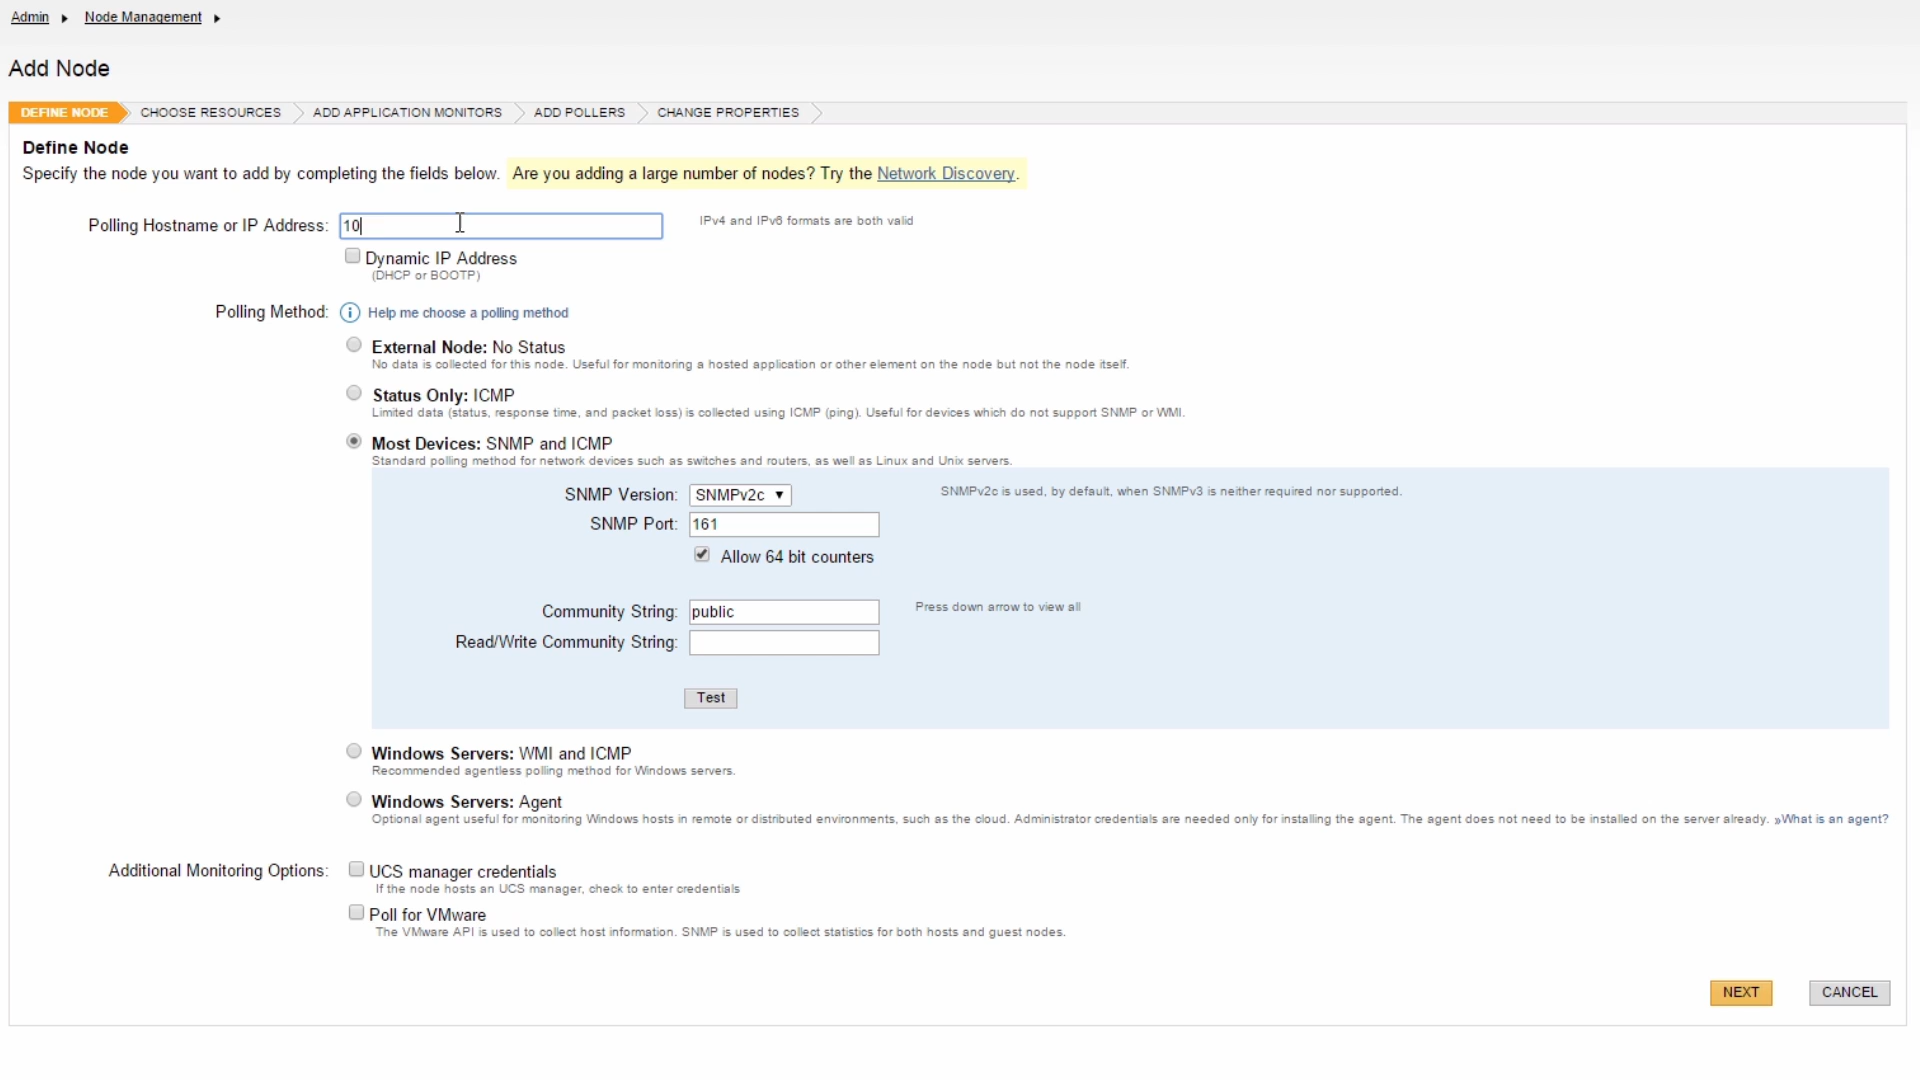 Admin ▸ Node Management ▸
Add Node
DEFINE NODE CHOOSE RESOURCES ADD APPLICATION MONITORS ADD POLLERS CHANGE PROPERTIES
Define Node
Specify the node you want to add by completing the fields below. Are you adding a large number of nodes? Try the Network Discovery.
Polling Hostname or IP Address: 10 IPv4 and IPv6 formats are both valid
Dynamic IP Address
(DHCP or BOOTP)
Polling Method: Help me choose a polling method
External Node: No Status
No data is collected for this node. Useful for monitoring a hosted application or other element on the node but not the node itself.
Status Only: ICMP
Limited data (status, response time, and packet loss) is collected using ICMP (ping). Useful for devices which do not support SNMP or WMI.
Most Devices: SNMP and ICMP
Standard polling method for network devices such as switches and routers, as well as Linux and Unix servers.
SNMP Version: SNMPv2c ▼ SNMPv2c is used, by default, when SNMPv3 is neither required nor supported.
SNMP Port: 161
Allow 64 bit counters
Community String: public Press down arrow to view all
Read/Write Community String:
Test
Windows Servers: WMI and ICMP
Recommended agentless polling method for Windows servers.
Windows Servers: Agent
Optional agent useful for monitoring Windows hosts in remote or distributed environments, such as the cloud. Administrator credentials are needed only for installing the agent. The agent does not need to be installed on the server already. »What is an agent?
Additional Monitoring Options: UCS manager credentials
If the node hosts an UCS manager, check to enter credentials
Poll for VMware
The VMware API is used to collect host information. SNMP is used to collect statistics for both hosts and guest nodes.
NEXT CANCEL